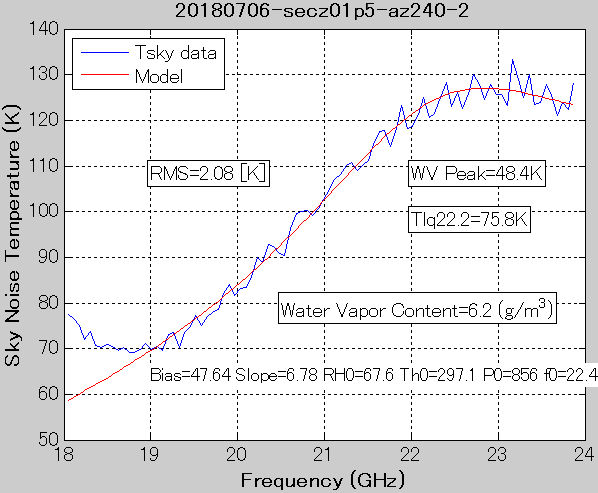 20180706-secz01p5-az240-2
Tsky data
Model
RMS=2.08 [K]
WV Peak=48.4K
Tlq22.2=75.8K
Water Vapor Content=6.2 (g/m³)
Bias=47.64 Slope=6.78 RH0=67.6 Th0=297.1 P0=856 f0=22.4
Sky Noise Temperature (K)
140
130
120
110
100
90
80
70
60
50
18
19
20
21
22
23
24
Frequency (GHz)